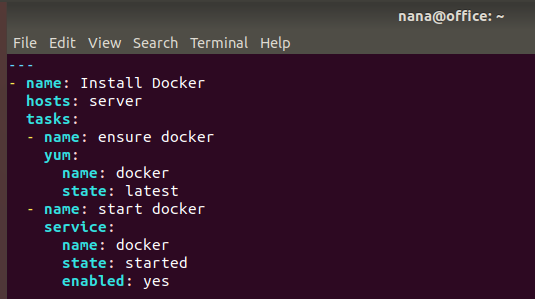 nana@office: ~
File Edit View Search Terminal Help
---
- name: Install Docker
  hosts: server
  tasks:
  - name: ensure docker
    yum:
      name: docker
      state: latest
  - name: start docker
    service:
      name: docker
      state: started
      enabled: yes